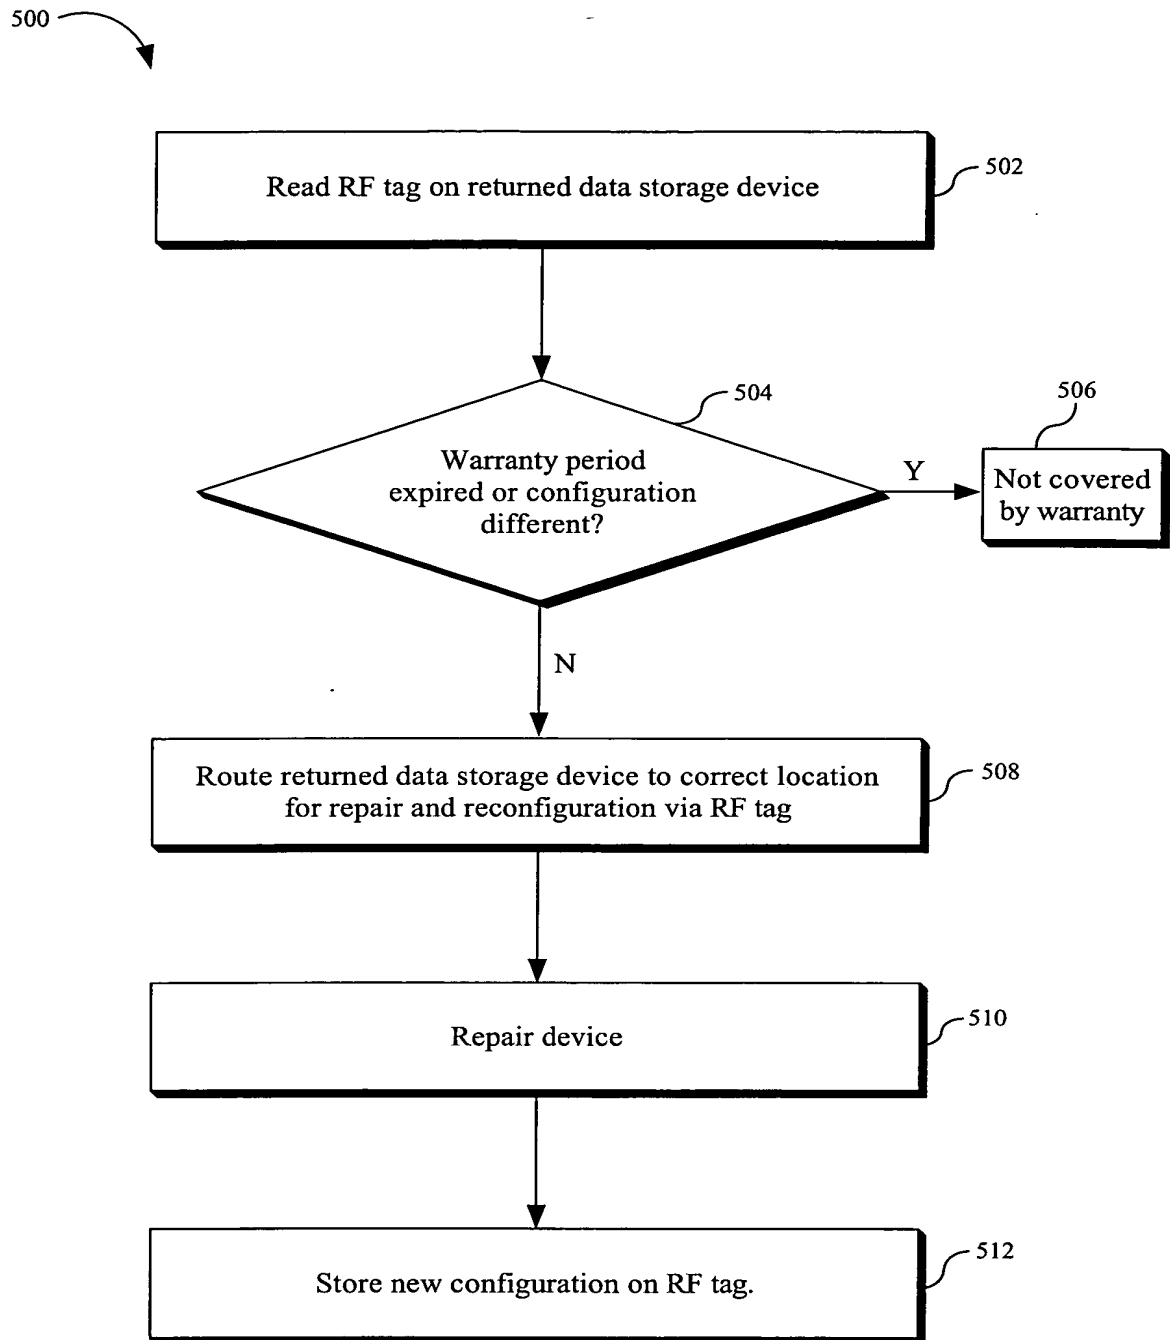 500
Read RF tag on returned data storage device
502
504
Warranty period
expired or configuration
different?
Y
506
Not covered
by warranty
N
Route returned data storage device to correct location
for repair and reconfiguration via RF tag
508
Repair device
510
Store new configuration on RF tag.
512